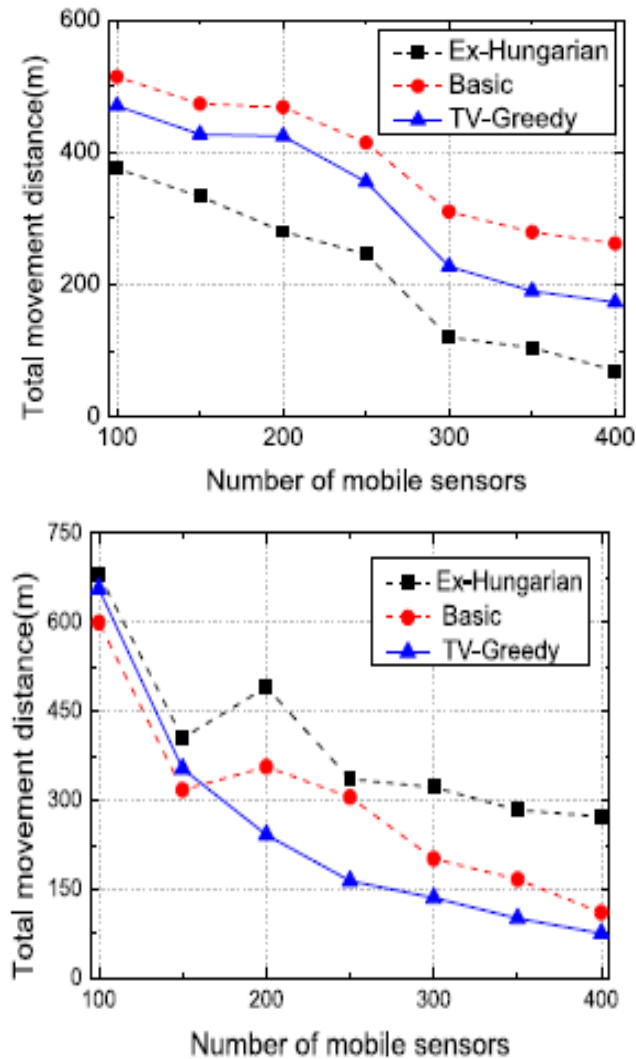 600
400
200
0
Total movement distance(m)
Ex-Hungarian
Basic
TV-Greedy
100 200 300 400
Number of mobile sensors
750
600
450
300
150
0
Total movement distance(m)
Ex-Hungarian
Basic
TV-Greedy
100 200 300 400
Number of mobile sensors